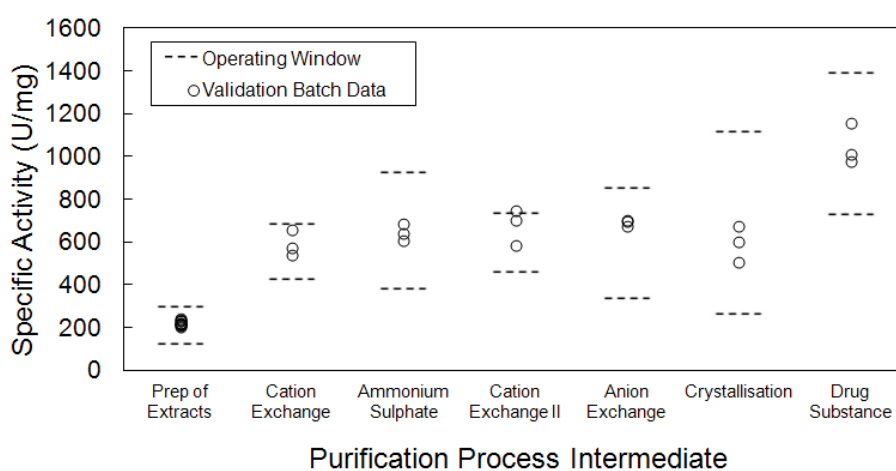 1600
1400
1200
1000
800
600
400
200
0
Specific Activity (U/mg)
Operating Window
Validation Batch Data
Prep of
Extracts
Cation
Exchange
Ammonium
Sulphate
Cation
Exchange II
Anion
Exchange
Crystallisation
Drug
Substance
Purification Process Intermediate